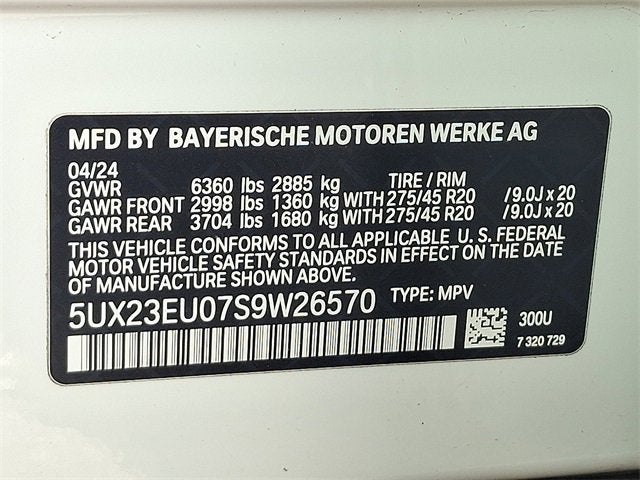 MFD BY BAYERISCHE MOTOREN WERKE AG
04/24
GVWR 6360 lbs 2885 kg TIRE / RIM
GAWR FRONT 2998 lbs 1360 kg WITH 275/45 R20 /9.0J x 20
GAWR REAR 3704 lbs 1680 kg WITH 275/45 R20 /9.0J x 20
THIS VEHICLE CONFORMS TO ALL APPLICABLE U. S. FEDERAL
MOTOR VEHICLE SAFETY STANDARDS IN EFFECT ON THE DATE
OF MANUFACTURE SHOWN ABOVE.
5UX23EU07S9W26570 TYPE: MPV
300U
7 320 729